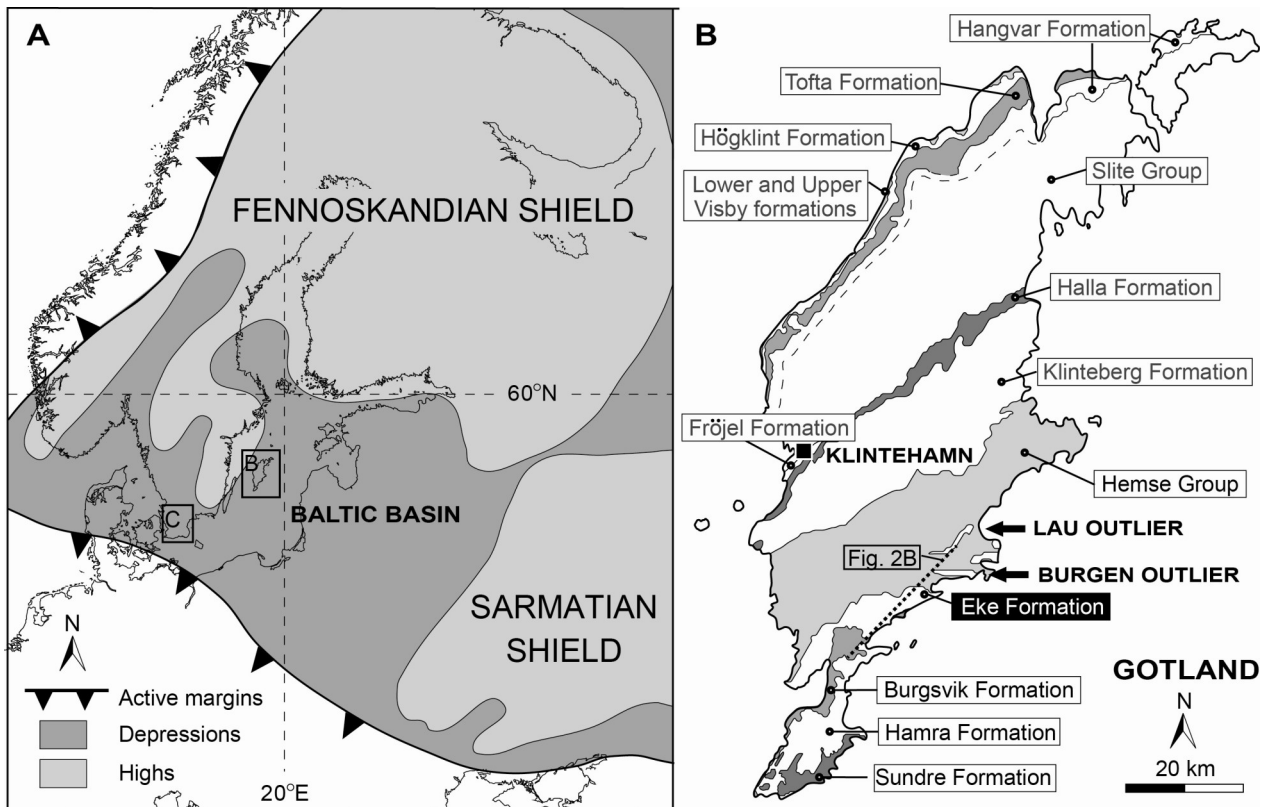 A
FENNOSKANDIAN SHIELD
60°N
B
C
BALTIC BASIN
SARMATIAN
SHIELD
N
Active margins
Depressions
Highs
20°E
B
Hangvar Formation
Tofta Formation
Högklint Formation
Lower and Upper
Visby formations
Slite Group
Halla Formation
Klinteberg Formation
Fröjel Formation
KLINTEHAMN
Hemse Group
LAU OUTLIER
Fig. 2B
BURGEN OUTLIER
Eke Formation
Burgsvik Formation
GOTLAND
N
Hamra Formation
Sundre Formation
20 km